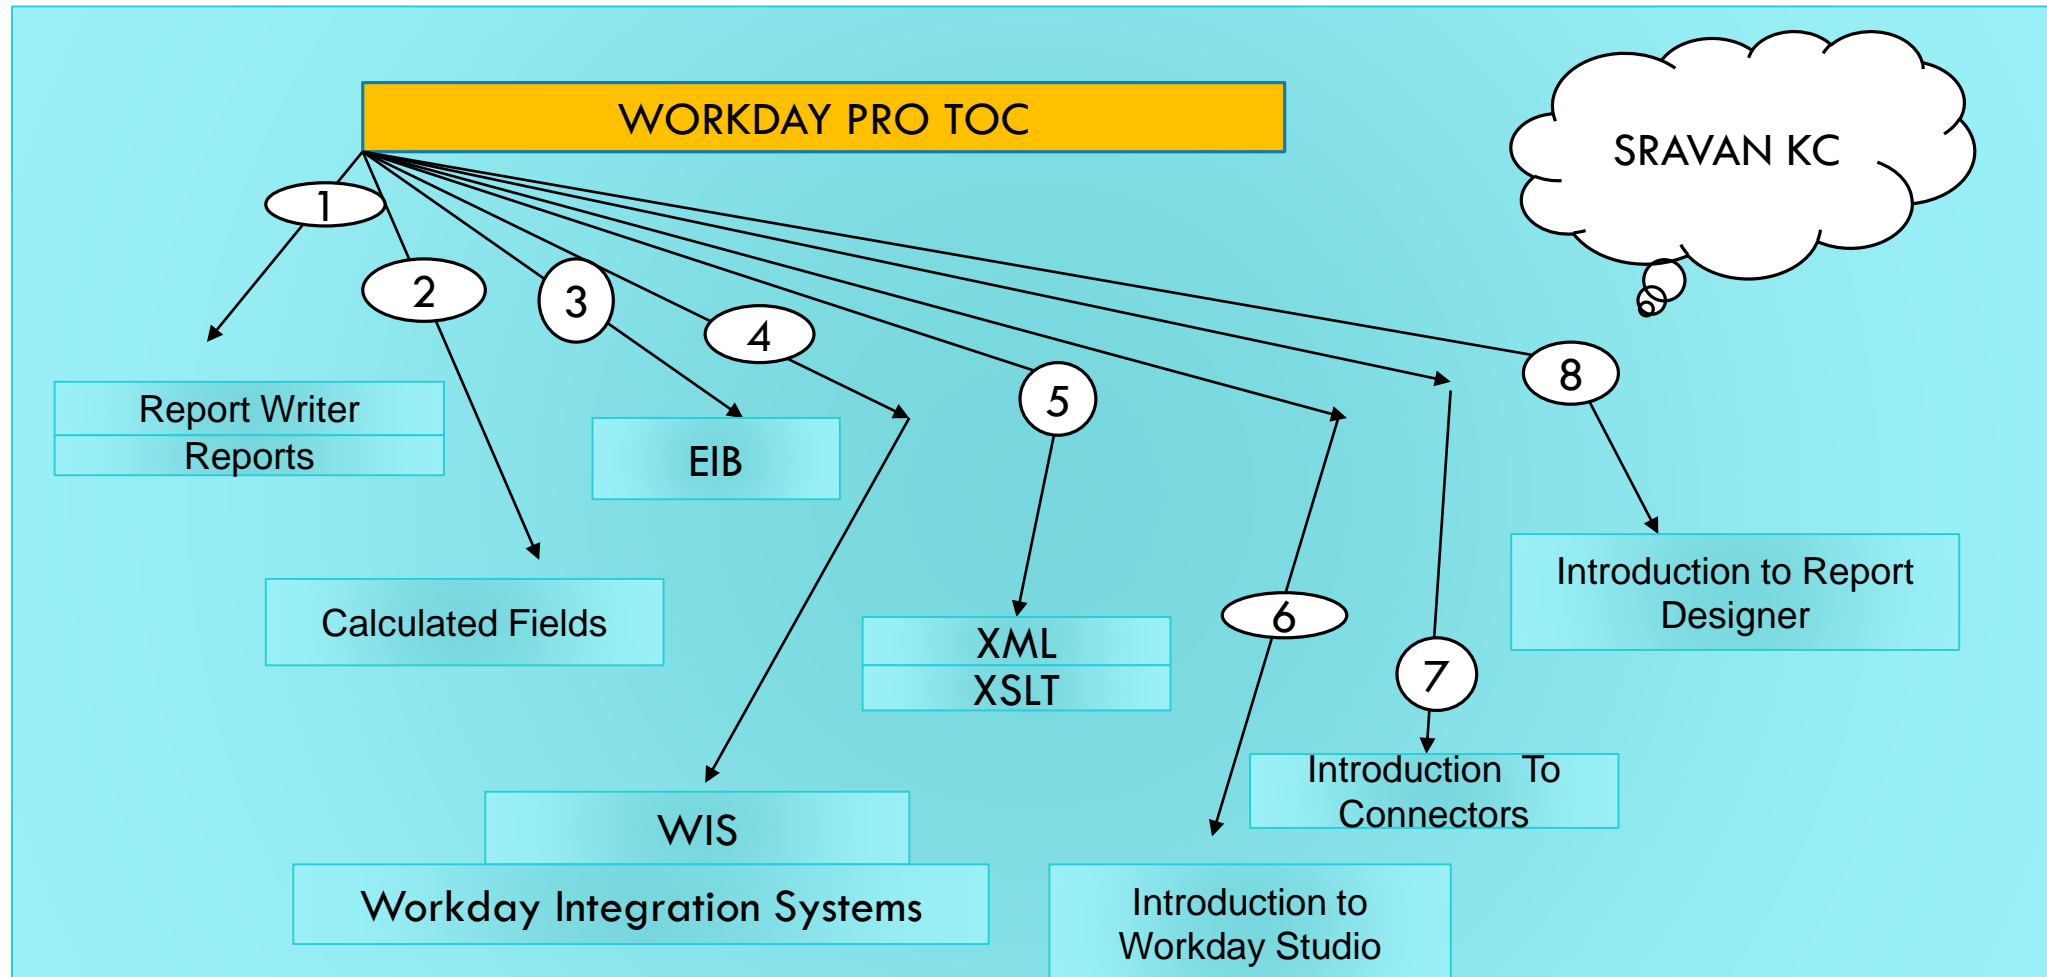 WORKDAY PRO TOC
SRAVAN KC
1
2
3
4
5
6
7
8
Report Writer
Reports
Calculated Fields
EIB
WIS
Workday Integration Systems
XML
XSLT
Introduction to
Workday Studio
Introduction  To
Connectors
Introduction to Report
Designer